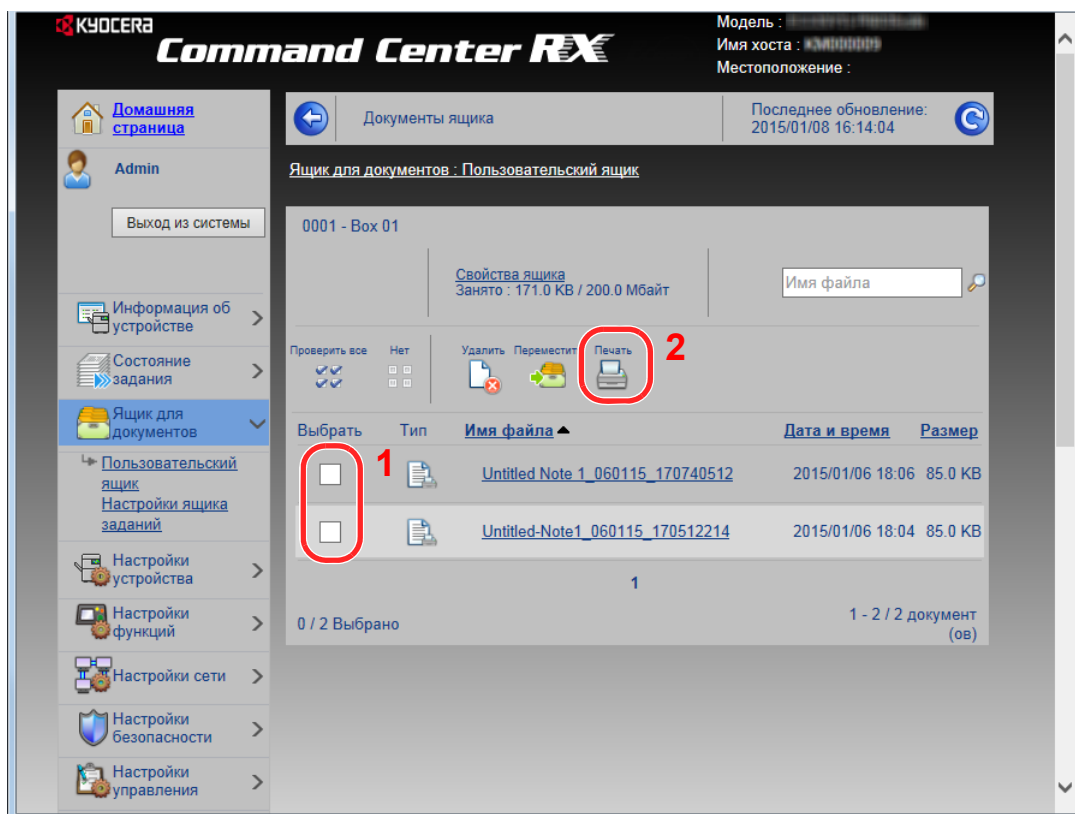 KYOCERA
Command Center RX
Модель :
Имя хоста :
Местоположение :
Домашняя
страница
Admin
Выход из системы
Информация об
устройстве
Состояние
задания
Ящик для
документов
Пользовательский
ящик
Настройки ящика
заданий
Настройки
устройства
Настройки
функций
Настройки сети
Настройки
безопасности
Настройки
управления
Документы ящика
Последнее обновление:
2015/01/08 16:14:04
Ящик для документов : Пользовательский ящик
0001 - Box 01
Свойства ящика
Занято : 171.0 KB / 200.0 Мбайт
Имя файла
Проверить все Нет Удалить Переместит Печать
2
Выбрать Тип Имя файла Дата и время Размер
1
Untitled Note 1_060115_170740512 2015/01/06 18:06 85.0 KB
Untitled-Note1_060115_170512214 2015/01/06 18:04 85.0 KB
1
0 / 2 Выбрано
1 - 2 / 2 документ
(ов)